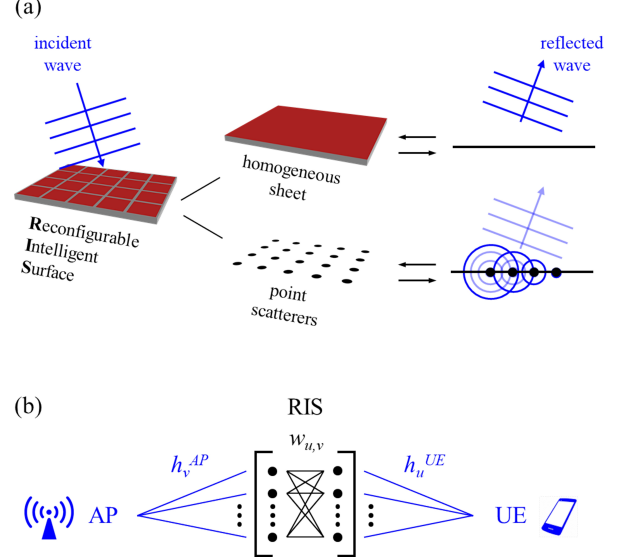 (a)
incident
wave
reflected
wave
homogeneous
sheet
Reconfigurable
Intelligent
Surface
point
scatterers
(b)
RIS
w_{u,v}
h_v^{AP}
h_u^{UE}
AP
UE